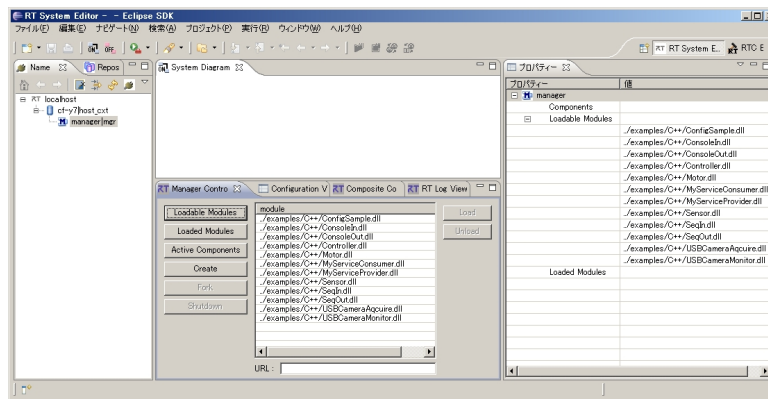 RT System Editor - - Eclipse SDK
ファイル(F) 編集(E) ナビゲート(N) 検索(A) プロジェクト(P) 実行(R) ウィンドウ(W) ヘルプ(H)
ON OFF
RT System E.. RTC E
Name Repos
RT localhost
cf-y7|host_cxt
manager|mgr
System Diagram
RT Manager Contro Configuration V RT Composite Co RT RT Log View
Loadable Modules
Loaded Modules
Active Components
Create
Fork
Shutdown
module
../examples/C++/ConfigSample.dll
../examples/C++/ConsoleIn.dll
../examples/C++/ConsoleOut.dll
../examples/C++/Controller.dll
../examples/C++/Motor.dll
../examples/C++/MyServiceConsumer.dll
../examples/C++/MyServiceProvider.dll
../examples/C++/Sensor.dll
../examples/C++/SeqIn.dll
../examples/C++/SeqOut.dll
../examples/C++/USBCameraAqcuire.dll
../examples/C++/USBCameraMonitor.dll
Load
Unload
URL :
プロパティー
プロパティー 値
manager
Components
Loadable Modules
../examples/C++/ConfigSample.dll
../examples/C++/ConsoleIn.dll
../examples/C++/ConsoleOut.dll
../examples/C++/Controller.dll
../examples/C++/Motor.dll
../examples/C++/MyServiceConsumer.dll
../examples/C++/MyServiceProvider.dll
../examples/C++/Sensor.dll
../examples/C++/SeqIn.dll
../examples/C++/SeqOut.dll
../examples/C++/USBCameraAqcuire.dll
../examples/C++/USBCameraMonitor.dll
Loaded Modules